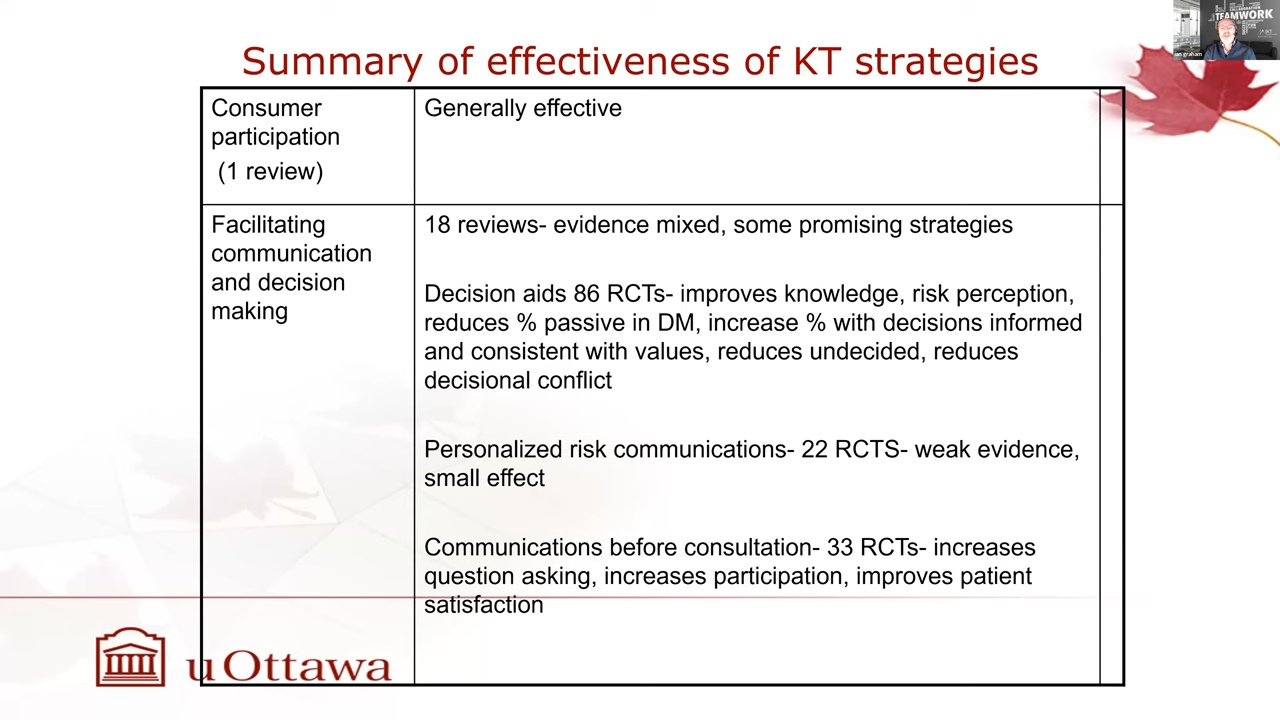 Summary of effectiveness of KT strategies
Consumer
participation
(1 review)
Generally effective
Facilitating
communication
and decision
making
18 reviews- evidence mixed, some promising strategies
Decision aids 86 RCTs- improves knowledge, risk perception,
reduces % passive in DM, increase % with decisions informed
and consistent with values, reduces undecided, reduces
decisional conflict
Personalized risk communications- 22 RCTS- weak evidence,
small effect
Communications before consultation- 33 RCTs- increases
question asking, increases participation, improves patient
satisfaction
uOttawa
TEAMWORK
graham